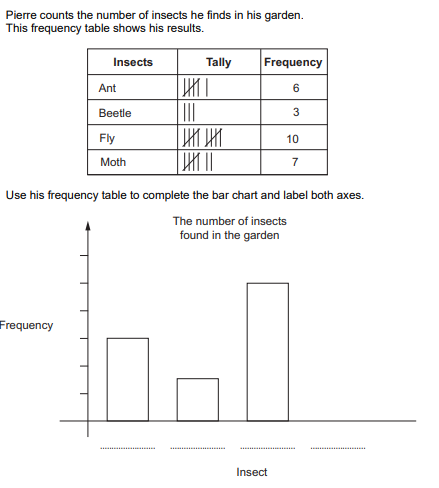 Pierre counts the number of insects he finds in his garden.
This frequency table shows his results.
Insects Tally Frequency
Ant 6
Beetle 3
Fly 10
Moth 7
Use his frequency table to complete the bar chart and label both axes.
The number of insects
found in the garden
Frequency
Insect